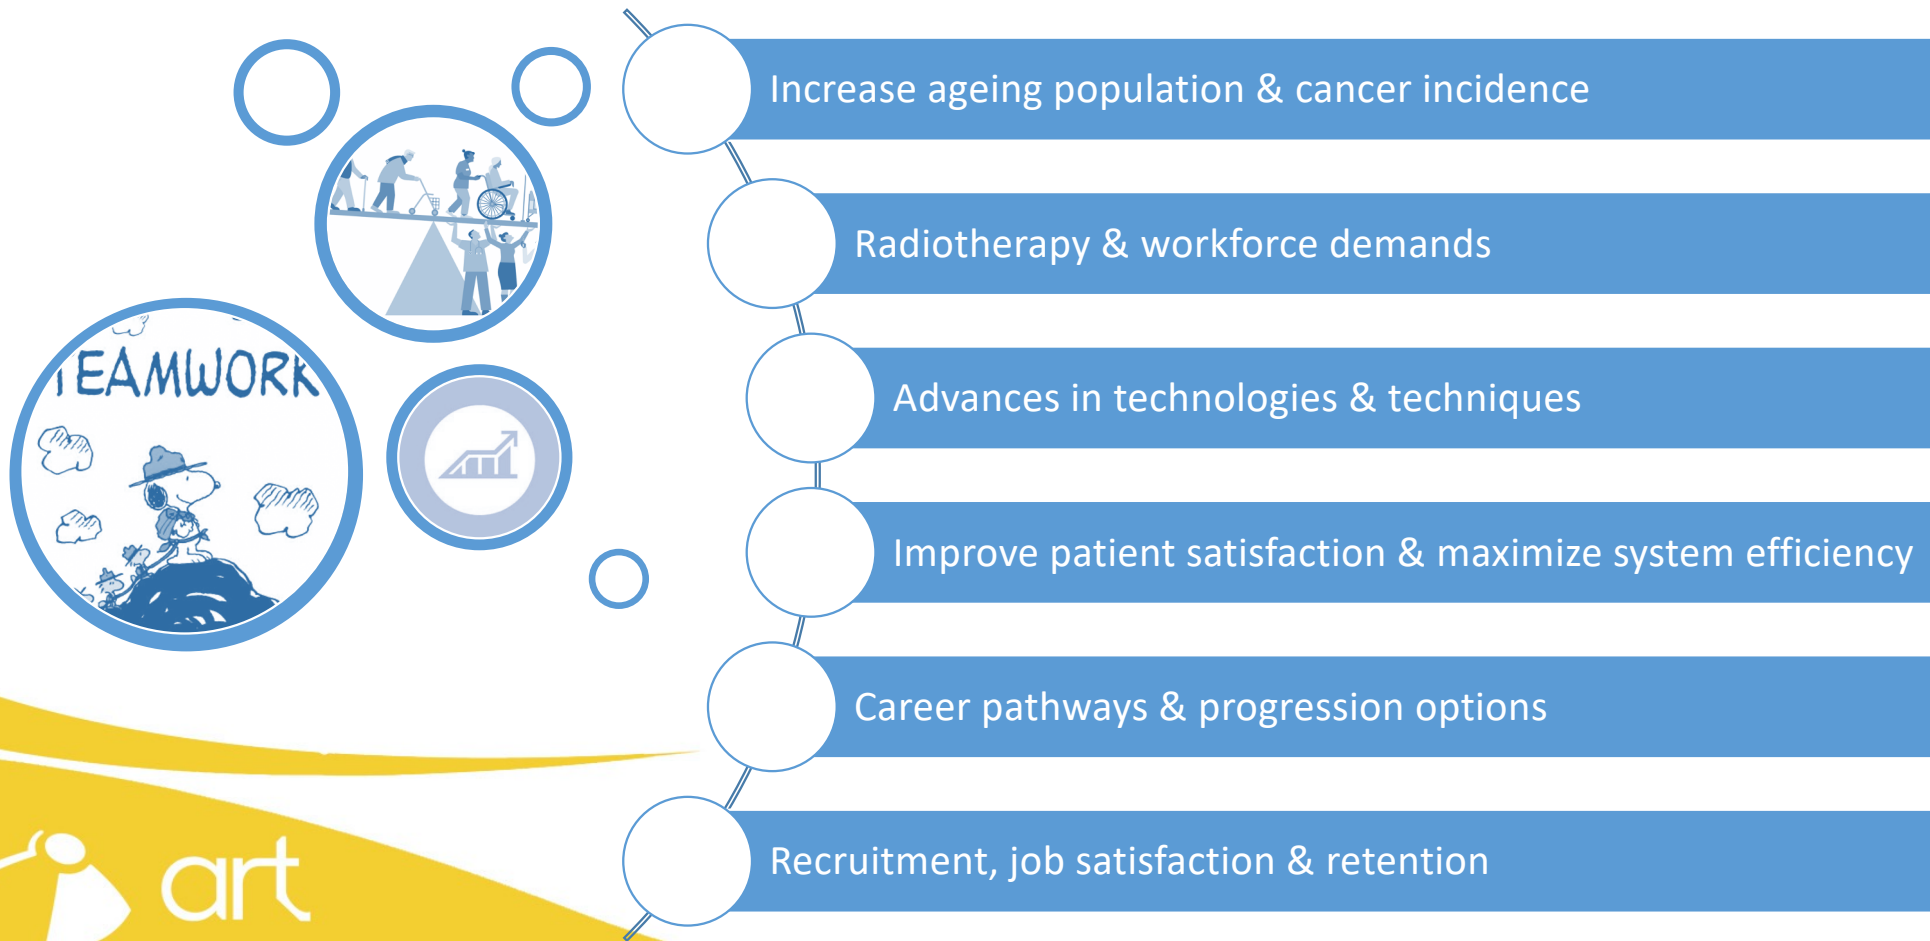 TEAMWORK
Increase ageing population & cancer incidence
Radiotherapy & workforce demands
Advances in technologies & techniques
Improve patient satisfaction & maximize system efficiency
Career pathways & progression options
Recruitment, job satisfaction & retention
art